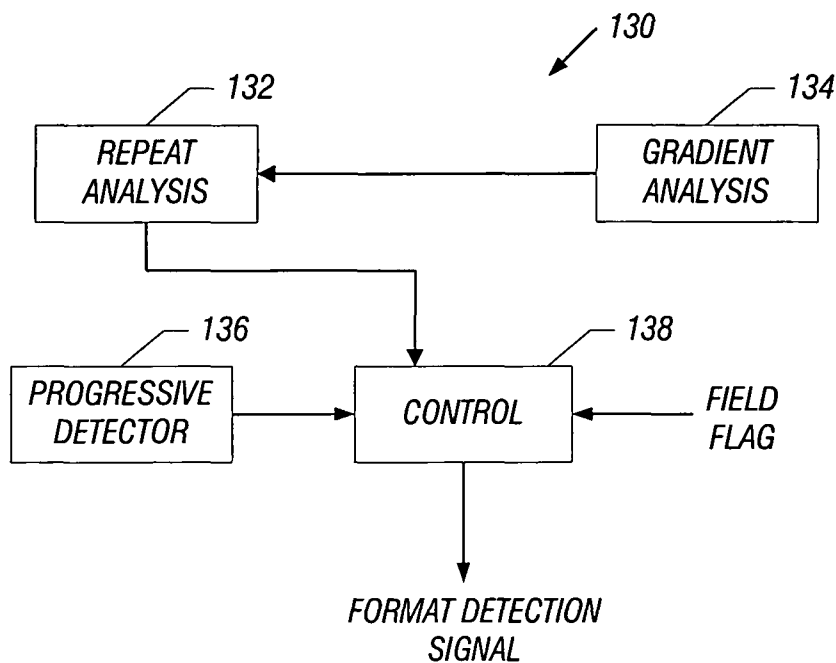 130
132
134
REPEAT
ANALYSIS
GRADIENT
ANALYSIS
136
138
PROGRESSIVE
DETECTOR
CONTROL
FIELD
FLAG
FORMAT DETECTION
SIGNAL